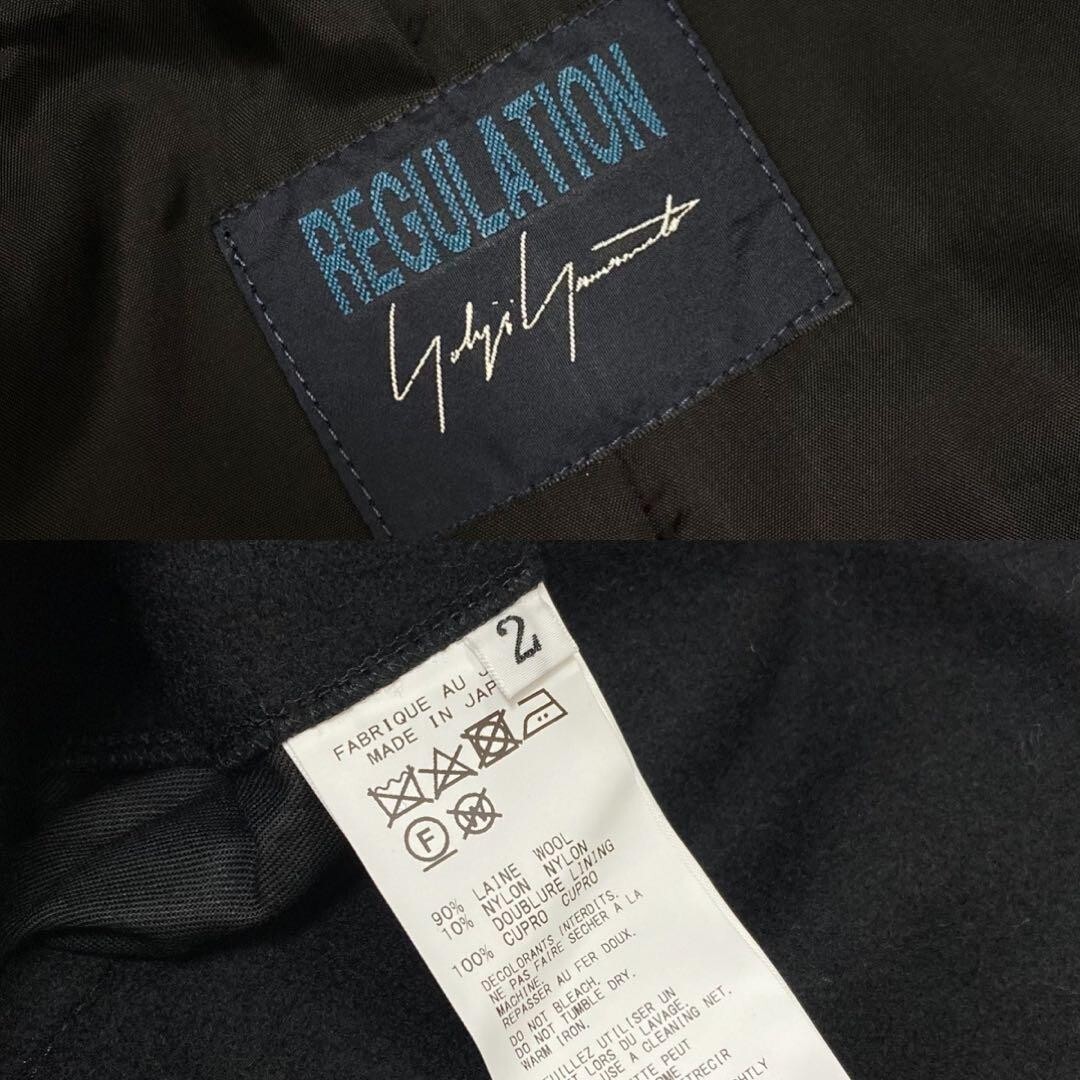 REGULATION
Yohji Yamamoto
2
FABRIQUE AU
MADE IN JAP
F W
90% LAINE WOOL
10% NYLON NYLON
DOUBLURE LINING
100% CUPRO CUPRO
DECOLORANTS INTERDITS.
NE PAS FAIRE SECHER A LA
MACHINE.
REPASSER AU FER DOUX.
DO NOT BLEACH.
DO NOT TUMBLE DRY.
WARM IRON.
UTILISER UN
LORS DU LAVAGE.
A CLEANING NET.
PEUT